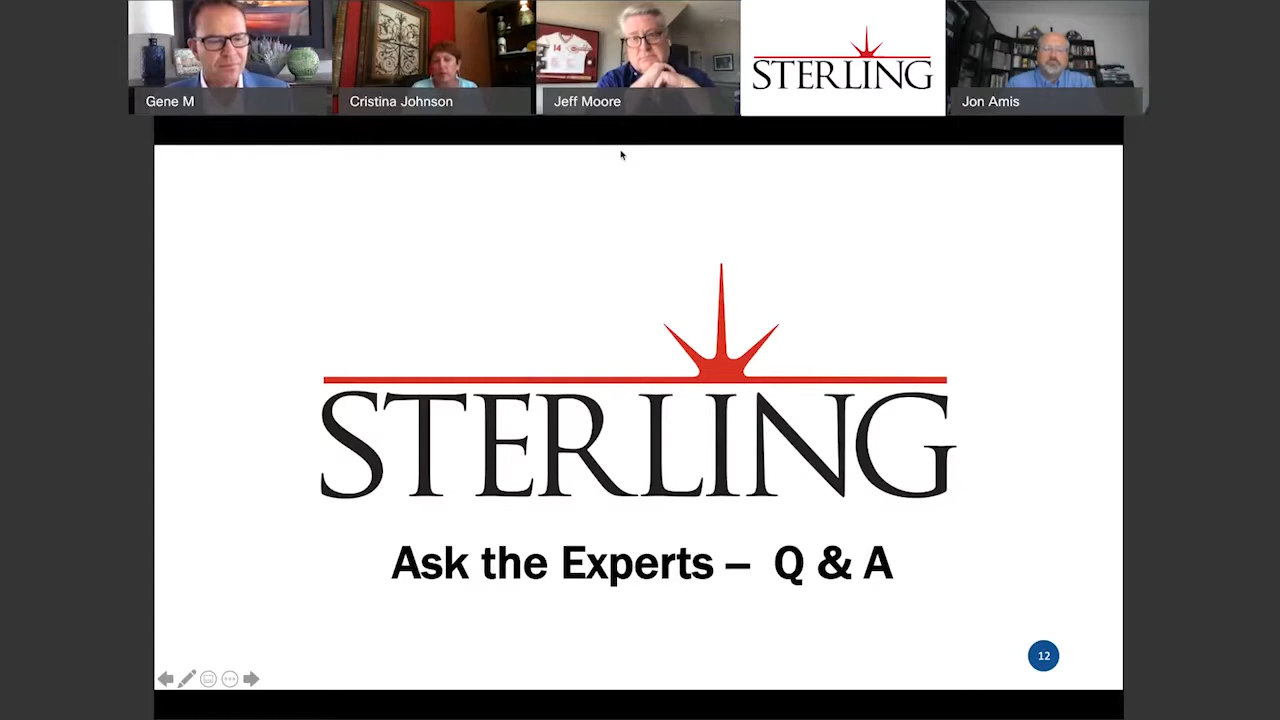 Gene M
Cristina Johnson
Jeff Moore
STERLING
Jon Amis
STERLING
Ask the Experts – Q & A
12